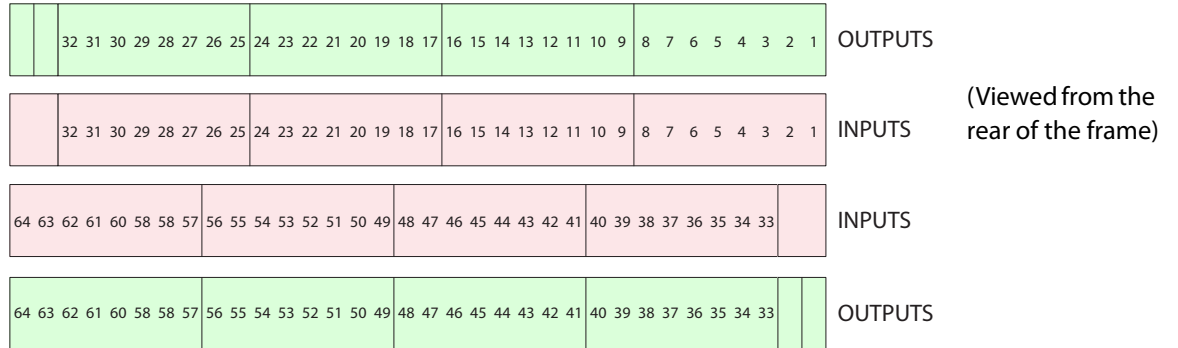 32 31 30 29 28 27 26 25 24 23 22 21 20 19 18 17 16 15 14 13 12 11 10 9 8 7 6 5 4 3 2 1 OUTPUTS
(Viewed from the
rear of the frame)
32 31 30 29 28 27 26 25 24 23 22 21 20 19 18 17 16 15 14 13 12 11 10 9 8 7 6 5 4 3 2 1 INPUTS
64 63 62 61 60 58 58 57 56 55 54 53 52 51 50 49 48 47 46 45 44 43 42 41 40 39 38 37 36 35 34 33 INPUTS
64 63 62 61 60 58 58 57 56 55 54 53 52 51 50 49 48 47 46 45 44 43 42 41 40 39 38 37 36 35 34 33 OUTPUTS